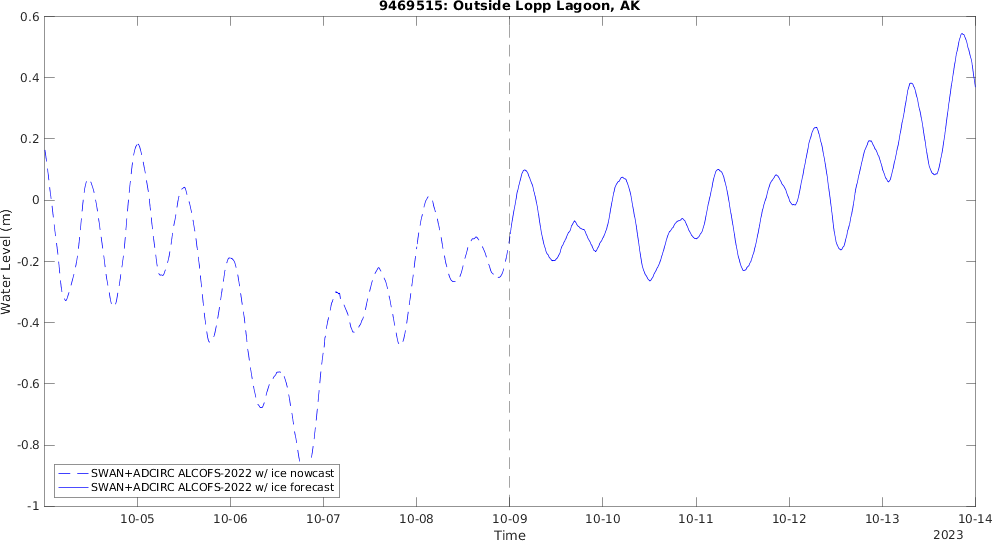 9469515: Outside Lopp Lagoon, AK
0.6
0.4
0.2
0
-0.2
-0.4
-0.6
-0.8
-1
Water Level (m)
SWAN+ADCIRC ALCOFS-2022 w/ ice nowcast
SWAN+ADCIRC ALCOFS-2022 w/ ice forecast
10-05 10-06 10-07 10-08 10-09 10-10 10-11 10-12 10-13 10-14
Time
2023